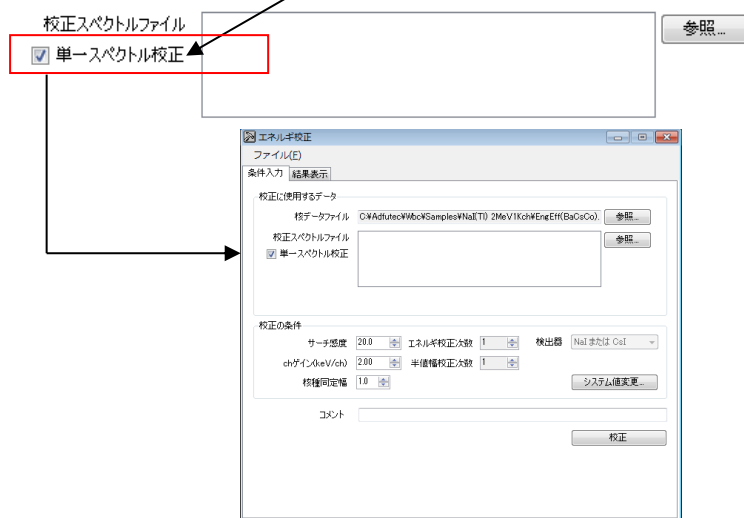 校正スペクトルファイル
参照...
単一スペクトル校正
エネルギ校正
ファイル(F)
条件入力 結果表示
校正に使用するデータ
核データファイル C:¥Adfutec¥Wbc¥Samples¥NaI(Tl) 2MeV1Kch¥EngEff(BaCsCo). 参照...
校正スペクトルファイル 参照...
単一スペクトル校正
校正の条件
サーチ感度 20.0 エネルギ校正次数 1 検出器 NaI または CsI
chゲイン(keV/ch) 2.00 半値幅校正次数 1
核種同定幅 1.0 システム値変更...
コメント
校正